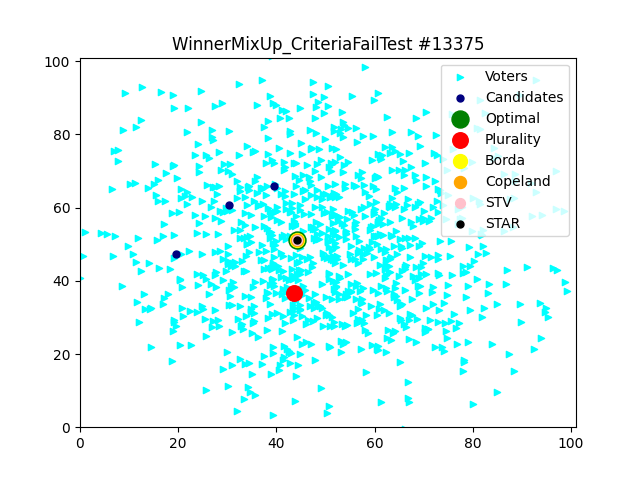 WinnerMixUp_CriteriaFailTest #13375
Voters
Candidates
Optimal
Plurality
Borda
Copeland
STV
STAR
100
80
60
40
20
0
0 20 40 60 80 100